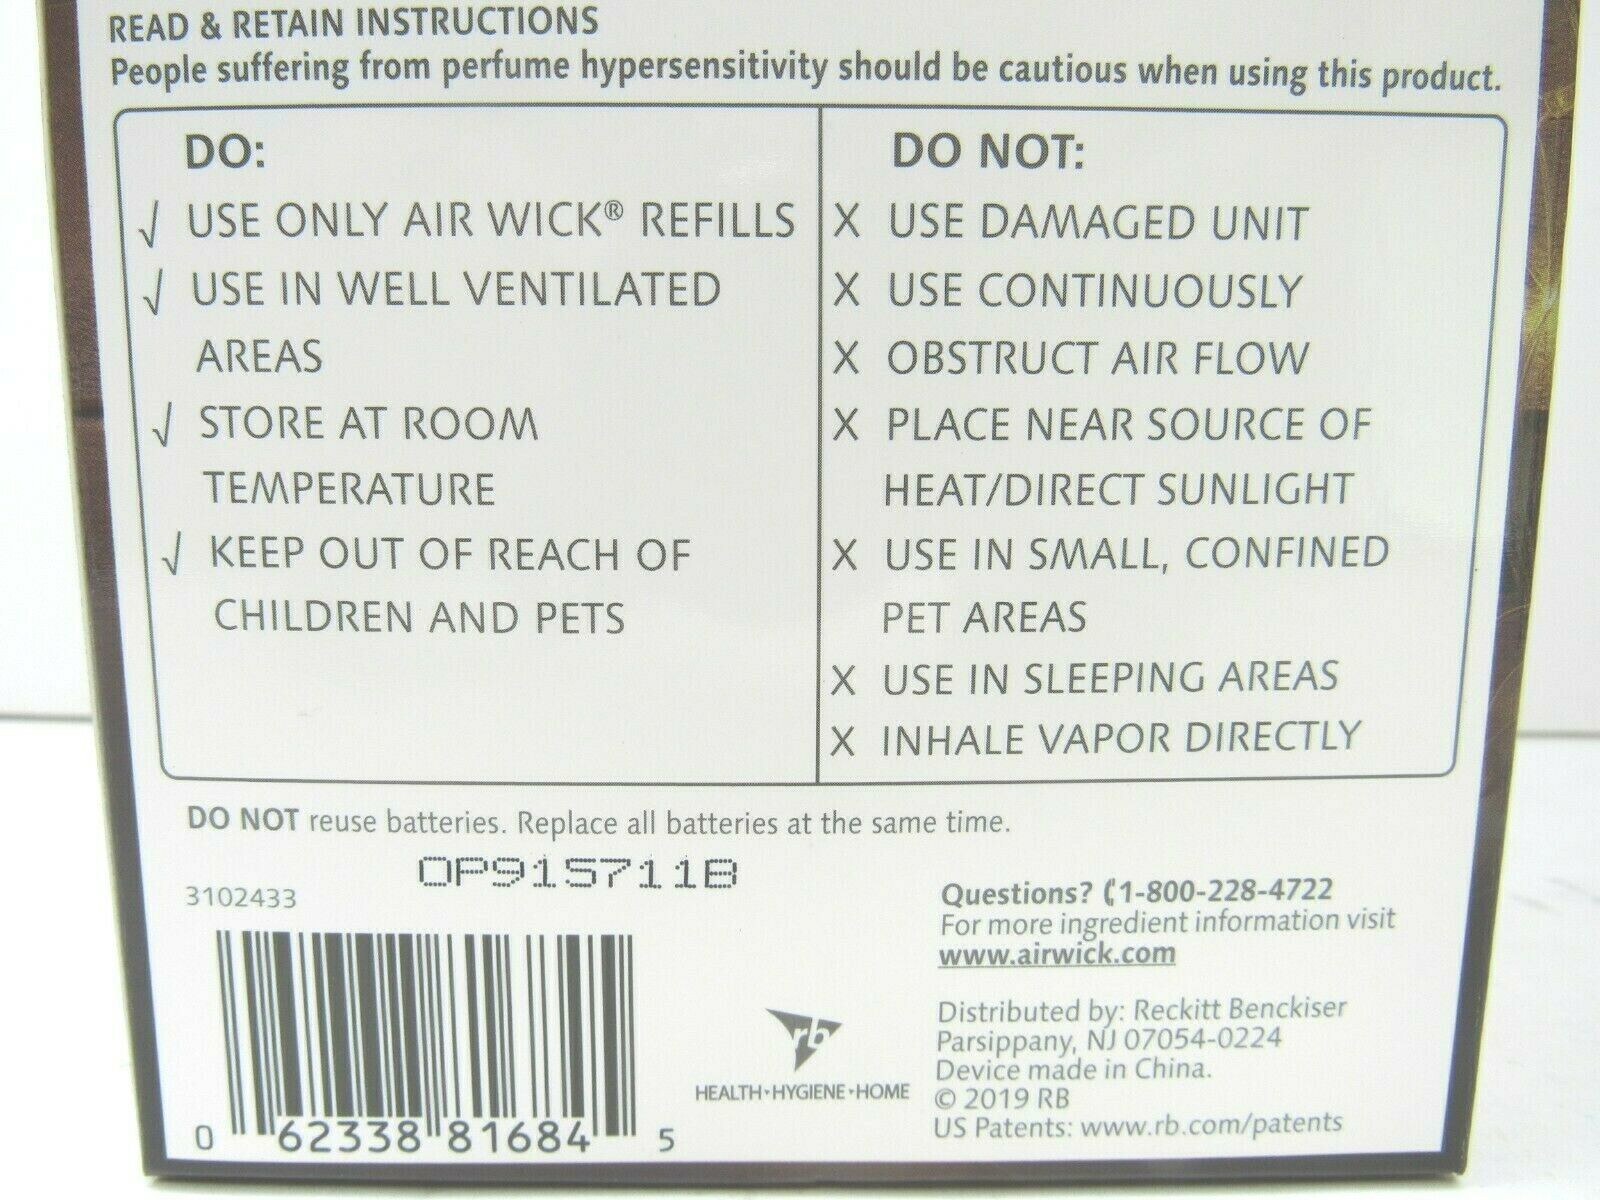 READ & RETAIN INSTRUCTIONS
People suffering from perfume hypersensitivity should be cautious when using this product.
DO:
√ USE ONLY AIR WICK® REFILLS
√ USE IN WELL VENTILATED
AREAS
√ STORE AT ROOM
TEMPERATURE
√ KEEP OUT OF REACH OF
CHILDREN AND PETS
DO NOT:
X USE DAMAGED UNIT
X USE CONTINUOUSLY
X OBSTRUCT AIR FLOW
X PLACE NEAR SOURCE OF
HEAT/DIRECT SUNLIGHT
X USE IN SMALL, CONFINED
PET AREAS
X USE IN SLEEPING AREAS
X INHALE VAPOR DIRECTLY
DO NOT reuse batteries. Replace all batteries at the same time.
OP915711B
3102433
0 62338 81684 5
rb
HEALTH•HYGIENE•HOME
Questions? 1-800-228-4722
For more ingredient information visit
www.airwick.com
Distributed by: Reckitt Benckiser
Parsippany, NJ 07054-0224
Device made in China.
© 2019 RB
US Patents: www.rb.com/patents